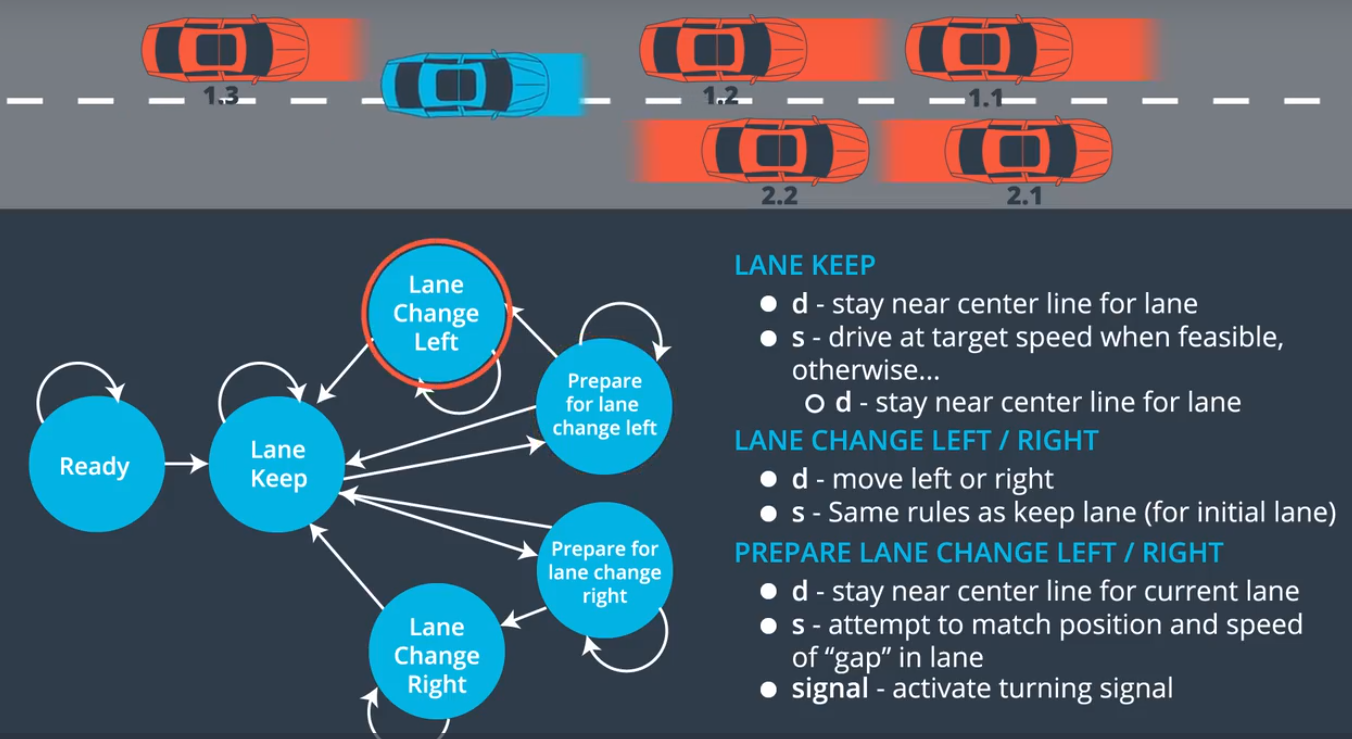 1.3
1.2
1.1
2.2
2.1
Lane
Change
Left
Prepare
for lane
change left
Ready
Lane
Keep
Prepare for
lane change
right
Lane
Change
Right
LANE KEEP
d - stay near center line for lane
s - drive at target speed when feasible,
otherwise...
d - stay near center line for lane
LANE CHANGE LEFT / RIGHT
d - move left or right
s - Same rules as keep lane (for initial lane)
PREPARE LANE CHANGE LEFT / RIGHT
d - stay near center line for current lane
s - attempt to match position and speed
of “gap” in lane
signal - activate turning signal